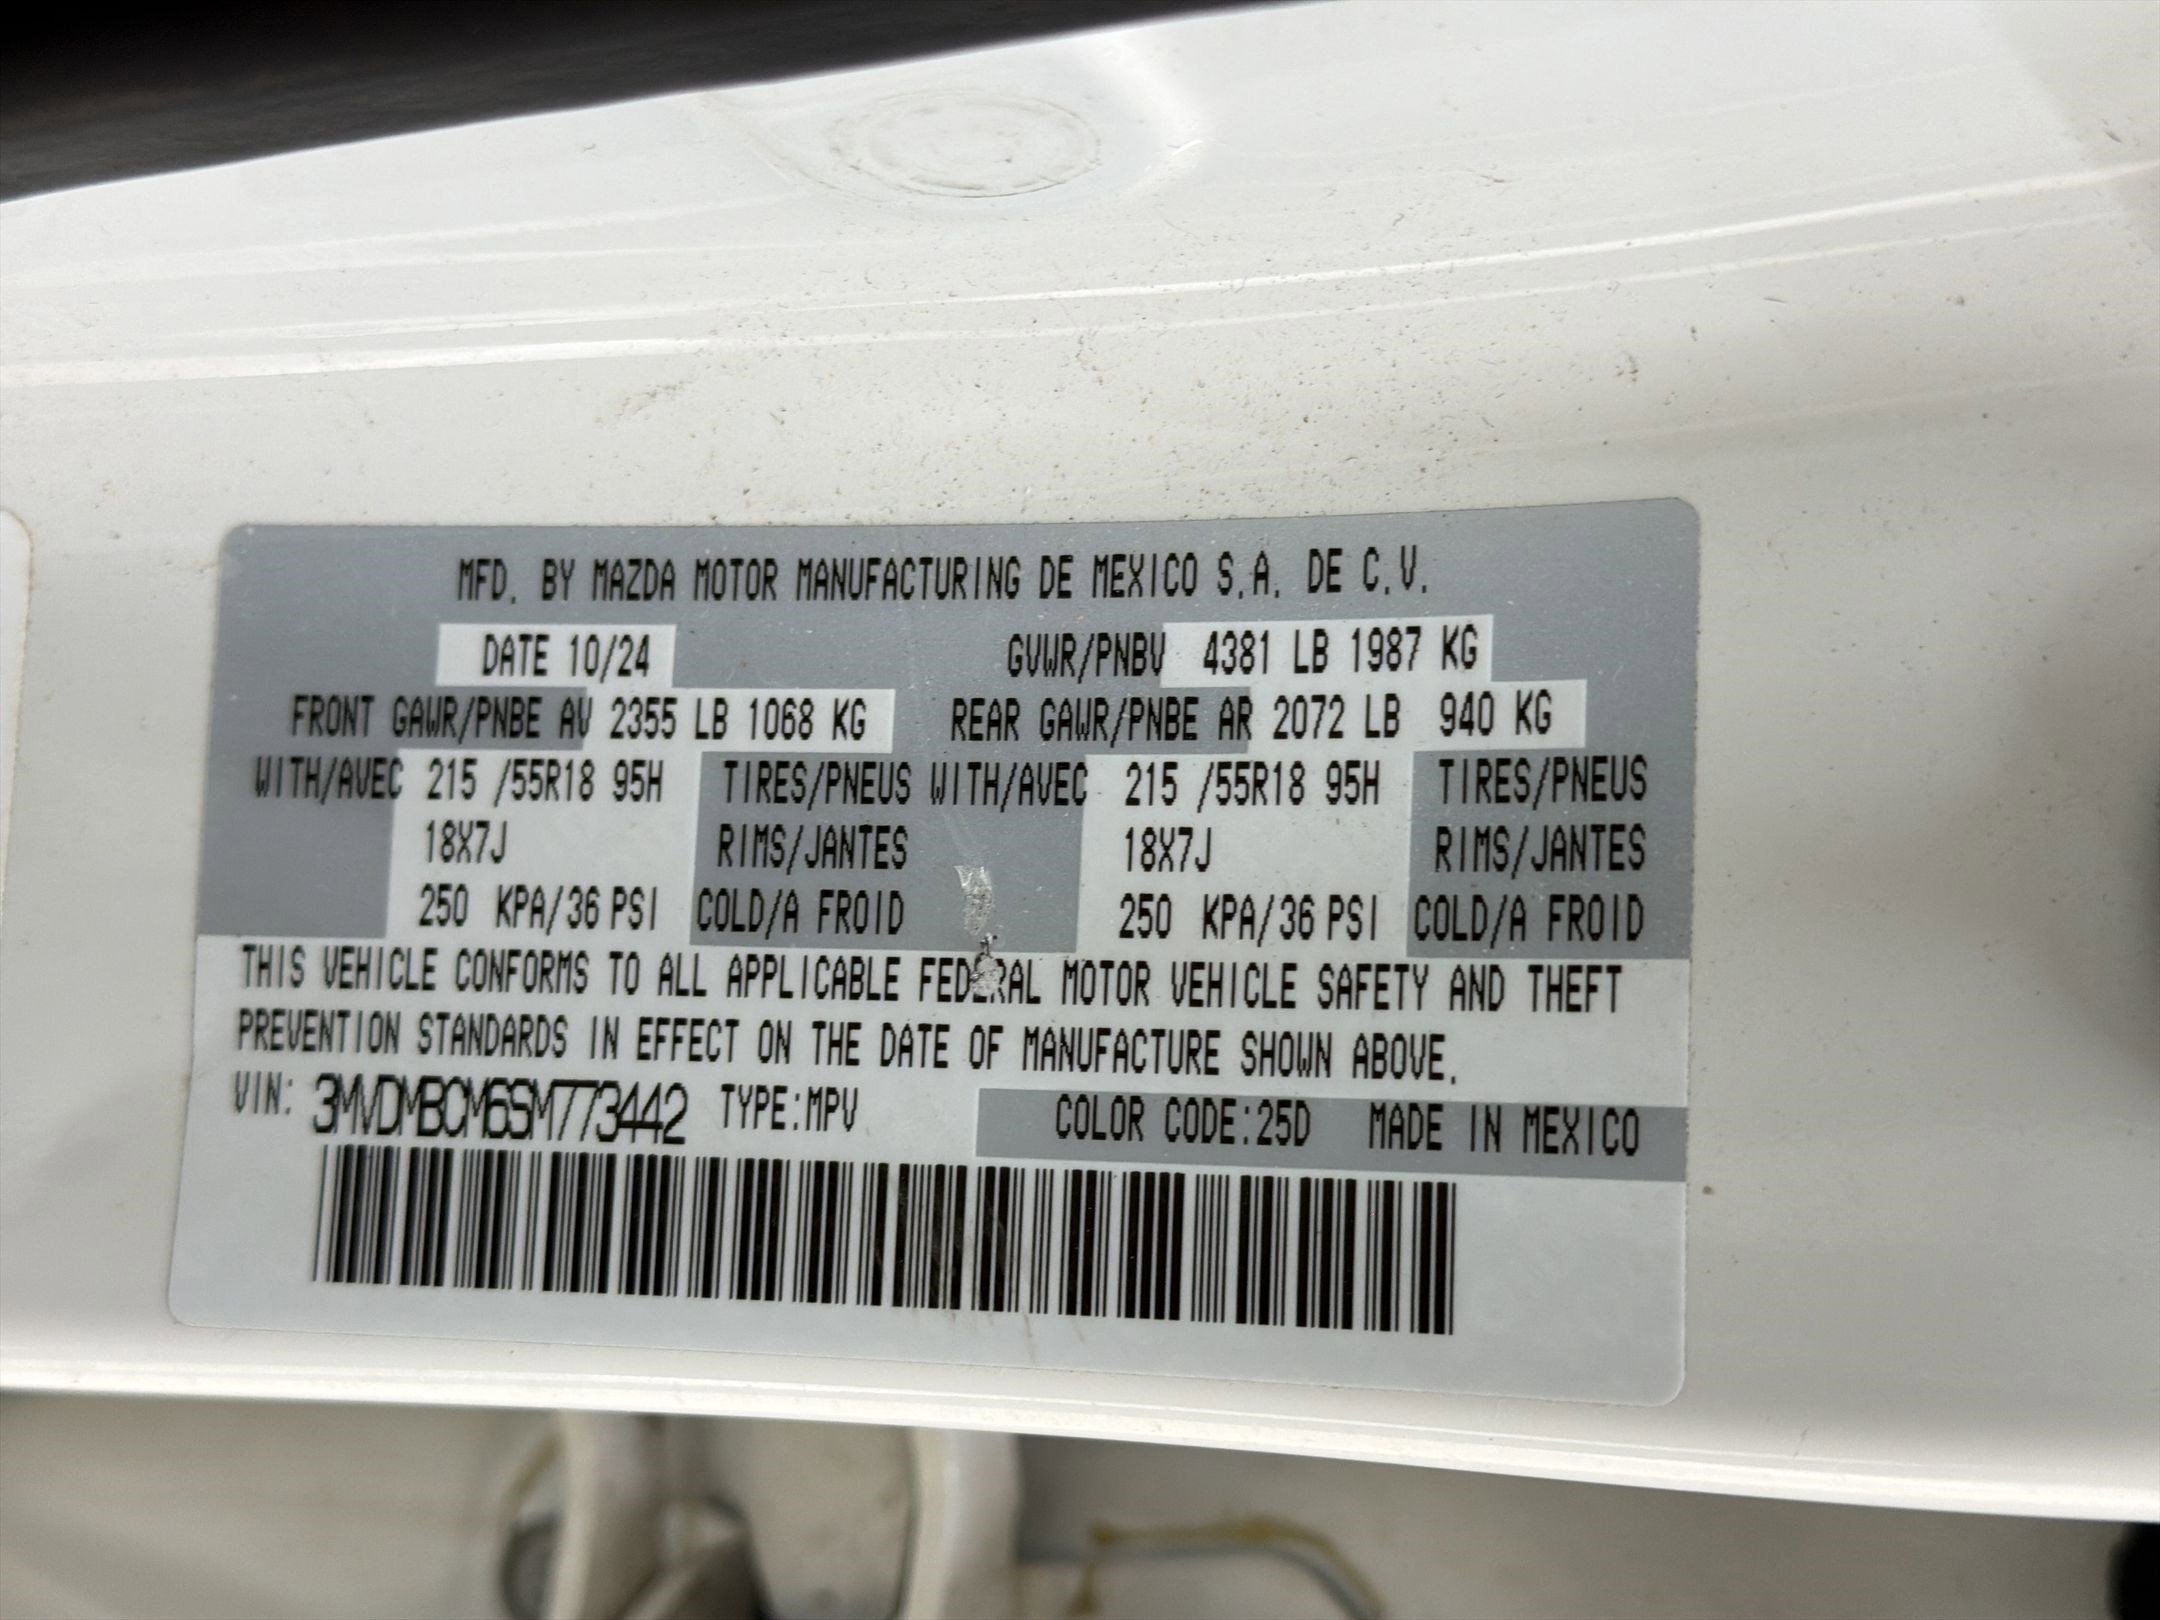 MFD. BY MAZDA MOTOR MANUFACTURING DE MEXICO S.A. DE C.V.
DATE 10/24 GVWR/PNBV 4381 LB 1987 KG
FRONT GAWR/PNBE AV 2355 LB 1068 KG REAR GAWR/PNBE AR 2072 LB 940 KG
WITH/AVEC 215 /55R18 95H TIRES/PNEUS WITH/AVEC 215 /55R18 95H TIRES/PNEUS
18X7J RIMS/JANTES 18X7J RIMS/JANTES
250 KPA/36 PSI COLD/A FROID 250 KPA/36 PSI COLD/A FROID
THIS VEHICLE CONFORMS TO ALL APPLICABLE FEDERAL MOTOR VEHICLE SAFETY AND THEFT
PREVENTION STANDARDS IN EFFECT ON THE DATE OF MANUFACTURE SHOWN ABOVE.
VIN: 3MVDMBCM6SM773442 TYPE:MPV COLOR CODE:25D MADE IN MEXICO